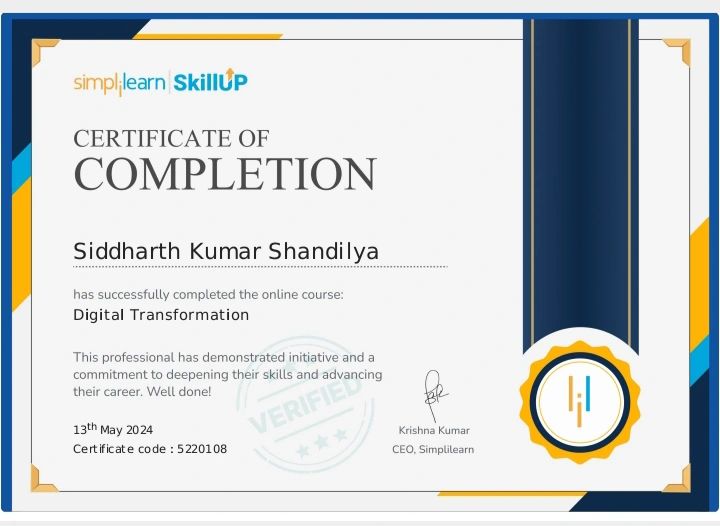 simplilearn | SkillUP
CERTIFICATE OF
COMPLETION
Siddharth Kumar Shandilya
has successfully completed the online course:
Digital Transformation
This professional has demonstrated initiative and a
commitment to deepening their skills and advancing
their career. Well done!
VERIFIED
13th May 2024
Certificate code : 5220108
Krishna Kumar
CEO, Simplilearn